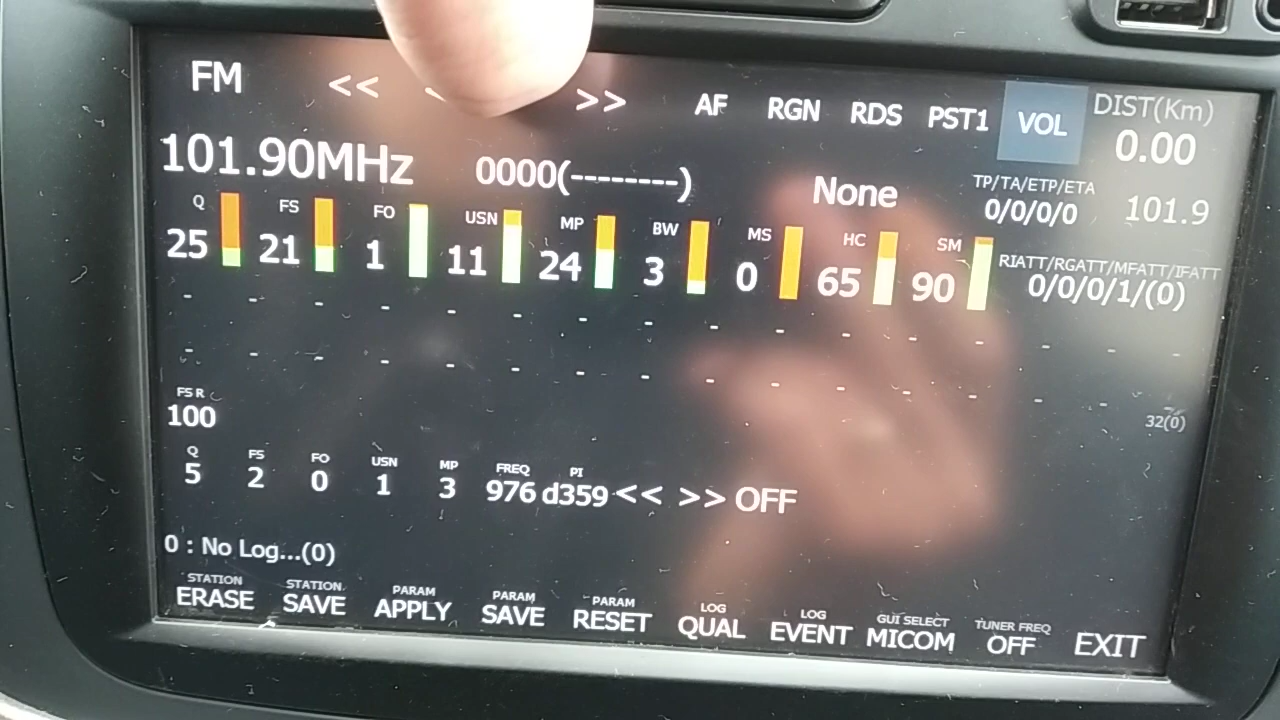 FM << >> AF RGN RDS PST1 VOL DIST(Km)
0.00
101.90MHz 0000(--------) None TP/TA/ETP/ETA
0/0/0/0 101.9
Q FS FO USN MP BW MS HC SM
25 21 1 11 24 3 0 65 90
RIATT/RGATT/MFATT/IFATT
0/0/0/1/(0)
- - - - - - - - - - - - - - - -
- - - - - - - - - - - - - - -
FS R
100
32(0)
Q FS FO USN MP FREQ PI
5 2 0 1 3 976 d359 << >> OFF
0 : No Log...(0)
STATION STATION PARAM PARAM PARAM LOG LOG GUI SELECT TUNER FREQ
ERASE SAVE APPLY SAVE RESET QUAL EVENT MICOM OFF EXIT